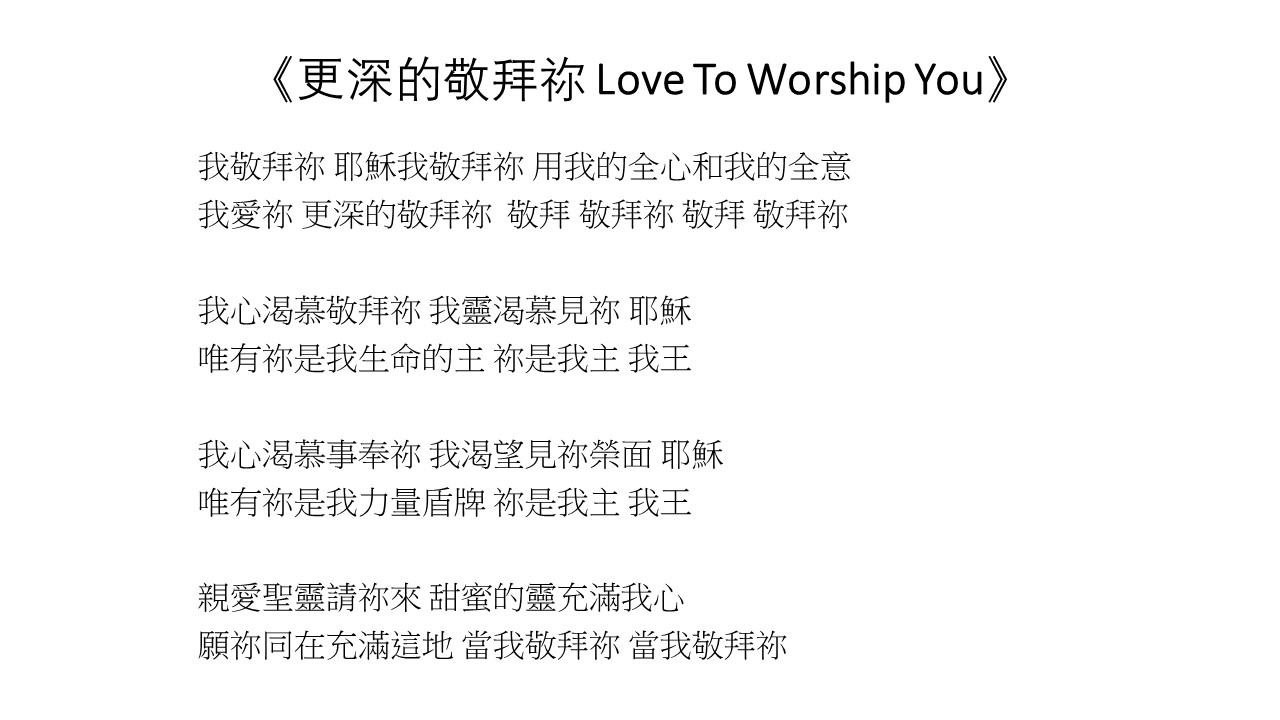 《更深的敬拜祢 Love To Worship You》
我敬拜祢 耶穌我敬拜祢 用我的全心和我的全意
我愛祢 更深的敬拜祢 敬拜 敬拜祢 敬拜 敬拜祢
我心渴慕敬拜祢 我靈渴慕見祢 耶穌
唯有祢是我生命的主 祢是我主 我王
我心渴慕事奉祢 我渴望見祢榮面 耶穌
唯有祢是我力量盾牌 祢是我主 我王
親愛聖靈請祢來 甜蜜的靈充滿我心
願祢同在充滿這地 當我敬拜祢 當我敬拜祢